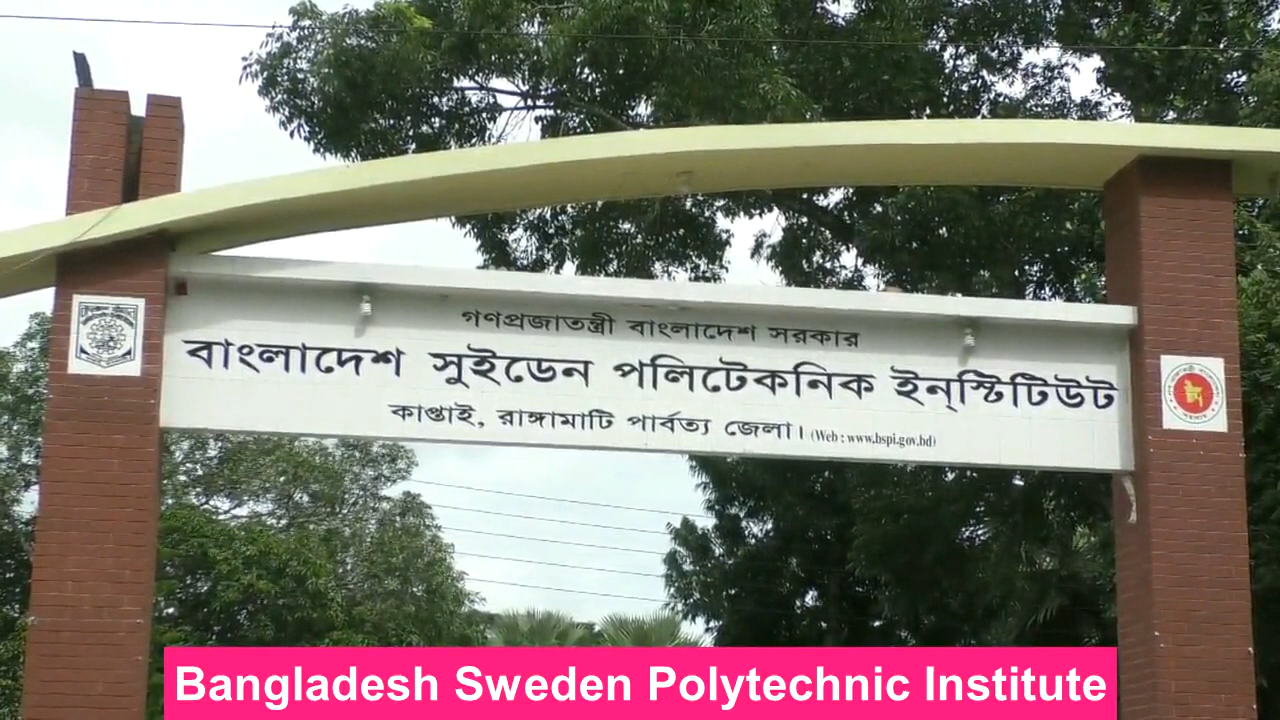 গণপ্রজাতন্ত্রী বাংলাদেশ সরকার
বাংলাদেশ সুইডেন পলিটেকনিক ইন্‌স্টিটিউট
কাপ্তাই, রাঙ্গামাটি পার্বত্য জেলা। (Web : www.bspi.gov.bd)
Bangladesh Sweden Polytechnic Institute